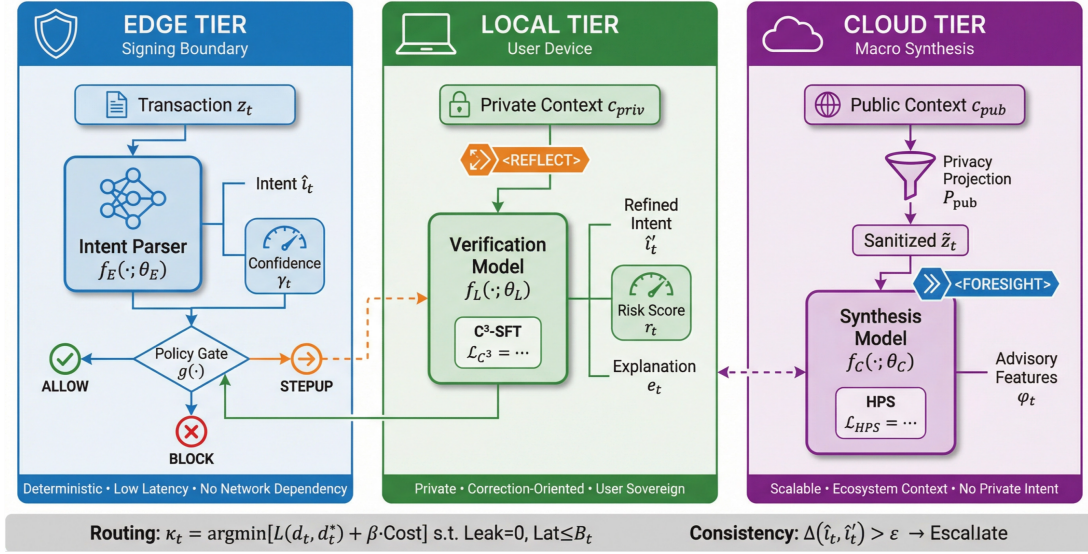 EDGE TIER
Signing Boundary
Transaction z_t
Intent Parser
f_E(·; θ_E)
Intent î_t
Confidence
γ_t
Policy Gate
g(·)
ALLOW
STEPUP
BLOCK
Deterministic • Low Latency • No Network Dependency
LOCAL TIER
User Device
Private Context c_priv
<REFLECT>
Verification
Model
f_L(·; θ_L)
C³-SFT
ℒ_C³ = ⋯
Refined
Intent
î′_t
Risk Score
r_t
Explanation
e_t
Private • Correction-Oriented • User Sovereign
CLOUD TIER
Macro Synthesis
Public Context c_pub
Privacy
Projection
P_pub
Sanitized z̃_t
<FORESIGHT>
Synthesis
Model
f_C(·; θ_C)
HPS
ℒ_HPS = ⋯
Advisory
Features
φ_t
Scalable • Ecosystem Context • No Private Intent
Routing: κ_t = argmin[L(d_t, d_t^*) + β·Cost] s.t. Leak=0, Lat≤B_t
Consistency: Δ(î_t, î′_t) > ε → Escalate